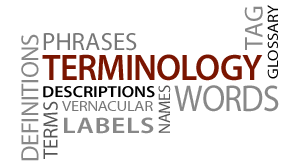 DEFINITIONS
PHRASES
TAG
GLOSSARY
TERMINOLOGY
TERMS
DESCRIPTIONS
VERNACULAR
NAMES
WORDS
LABELS